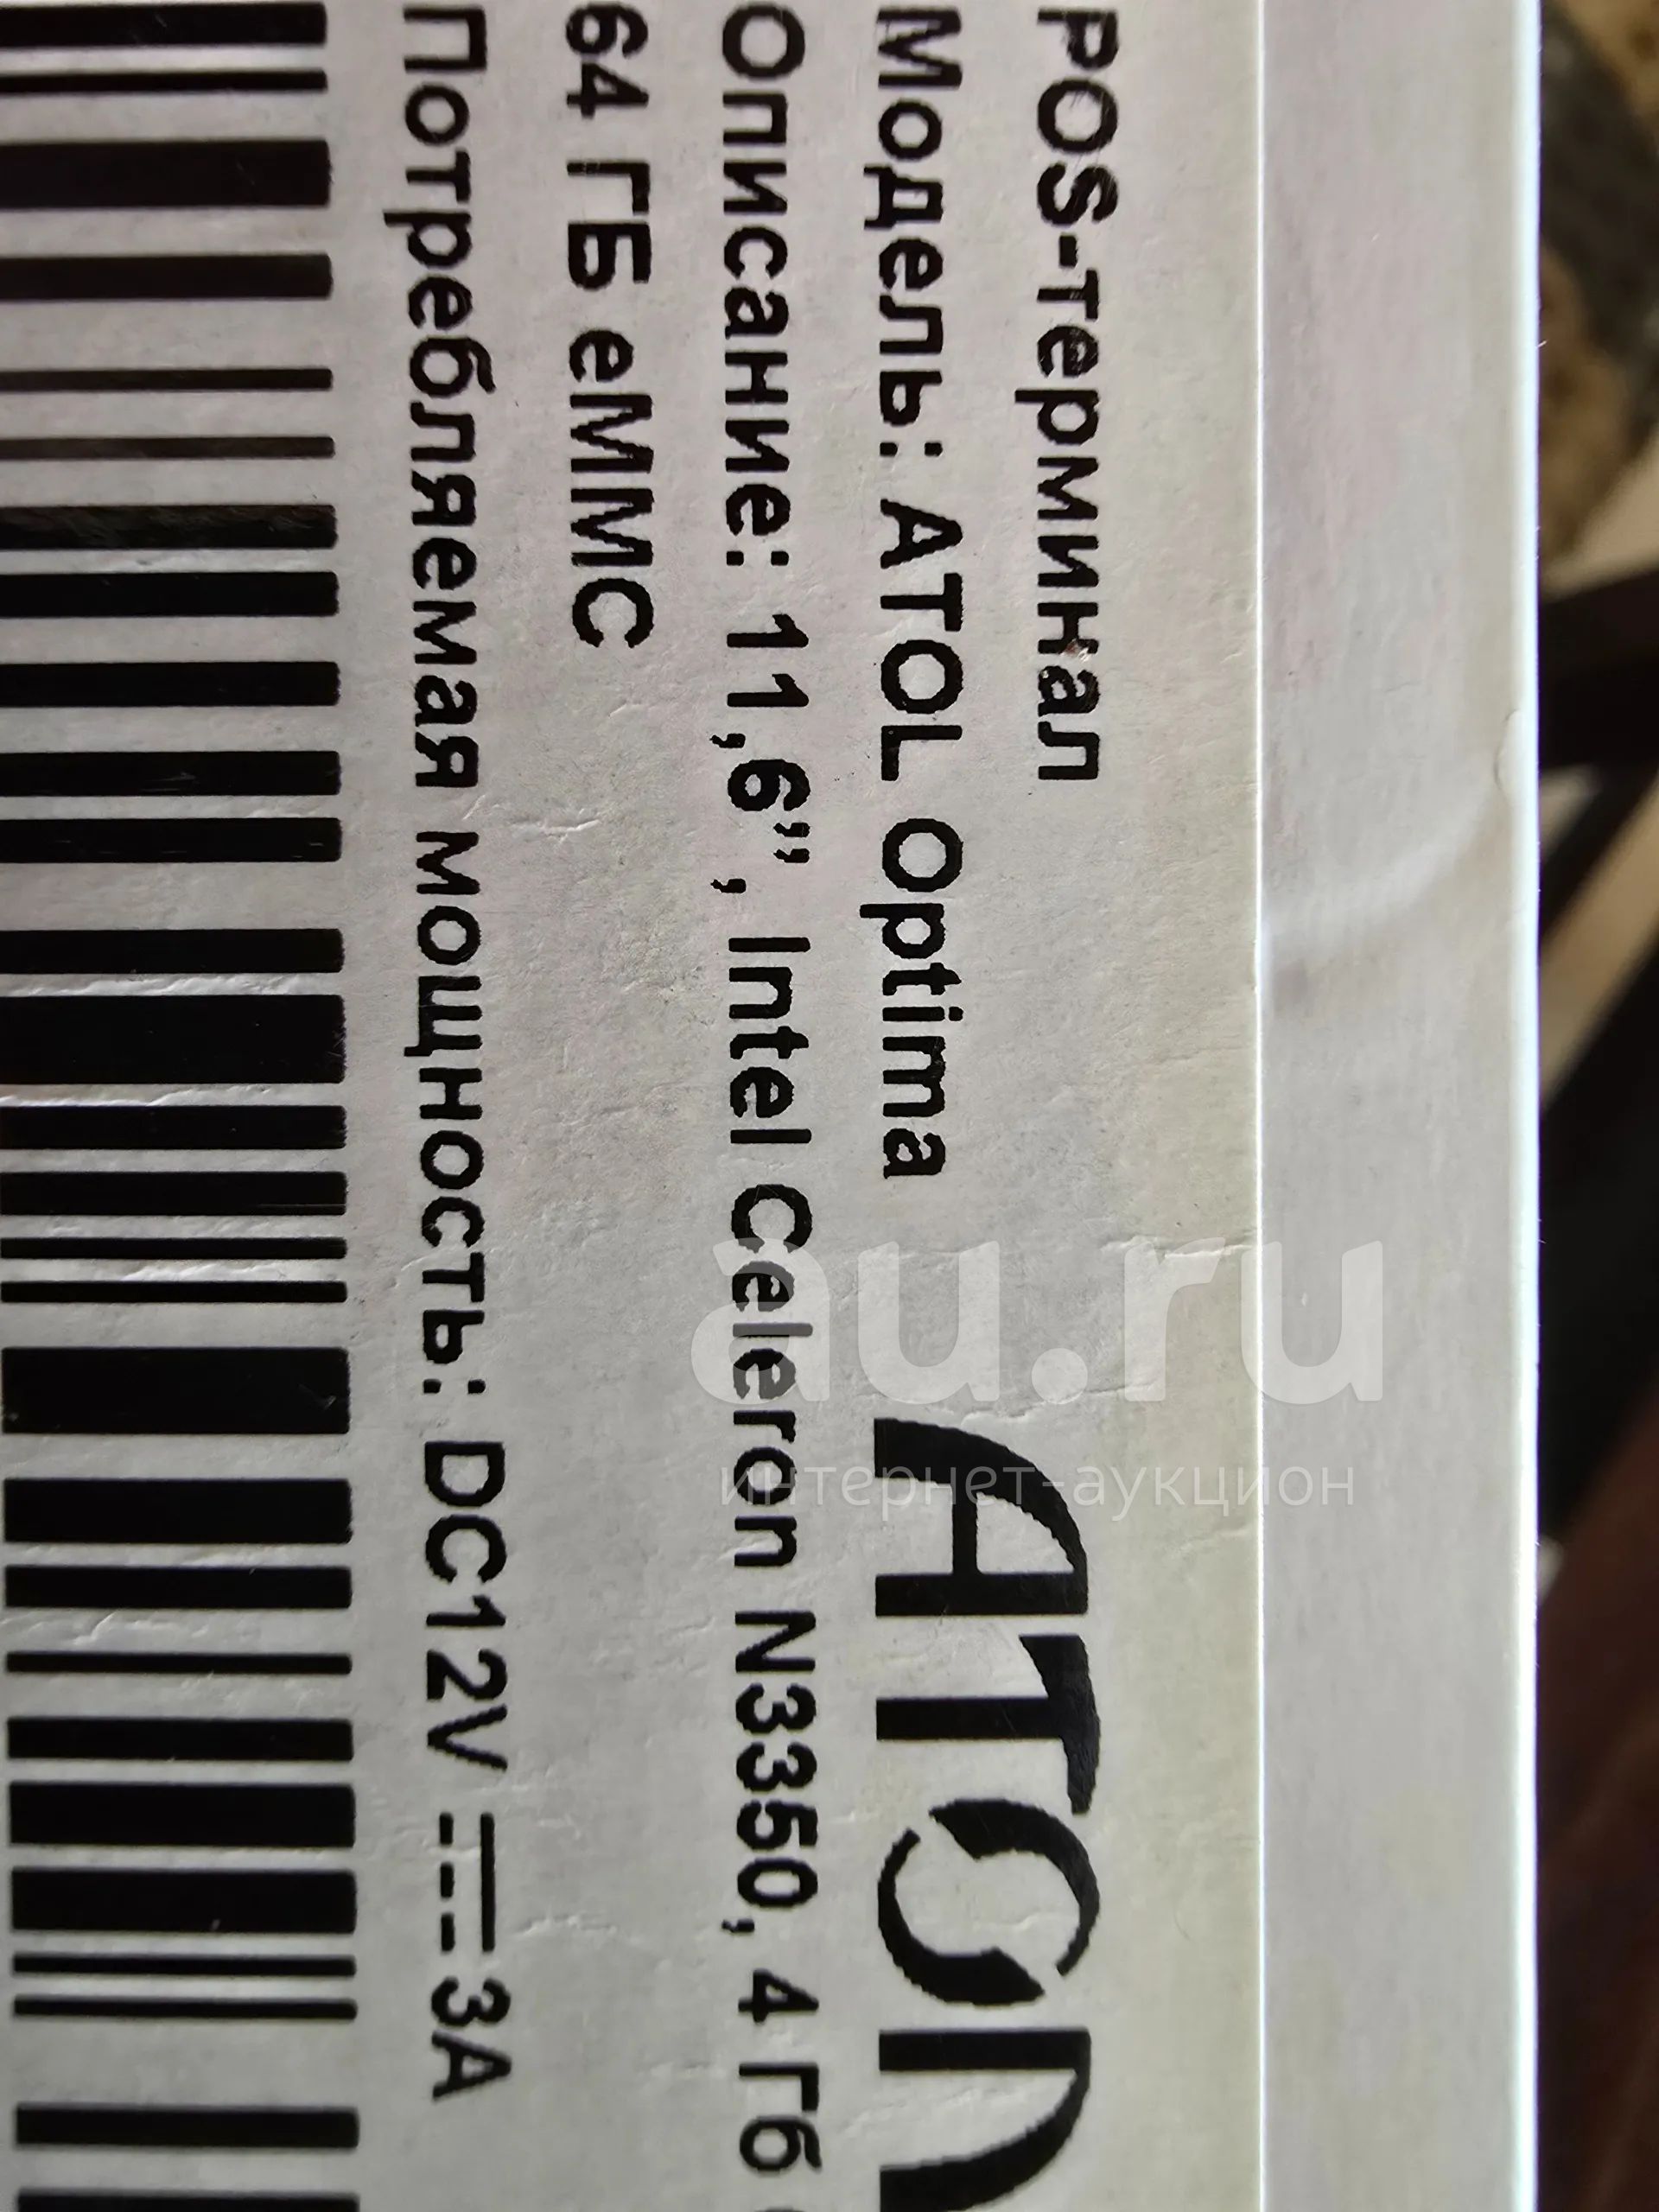 POS-терминал
Модель: ATOL Optima
АТОЛ
Описание: 11,6’’, Intel Celeron N3350, 4 Гб
64 ГБ eMMC
Потребляемая мощность: DC12V ⎓ 3A
au.ru
интернет-аукцион